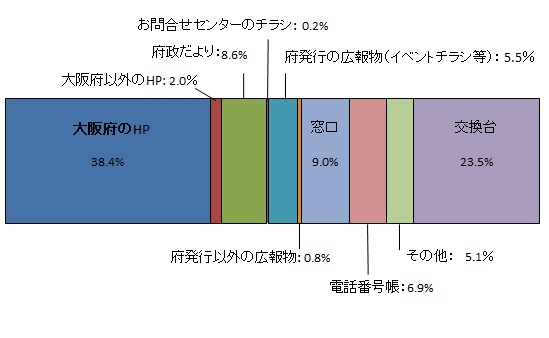 お問合せセンターのチラシ: 0.2%
府政だより: 8.6%
府発行の広報物(イベントチラシ等): 5.5%
大阪府以外のHP: 2.0%
大阪府のHP
38.4%
窓口
9.0%
交換台
23.5%
府発行以外の広報物: 0.8%
その他: 5.1%
電話番号帳: 6.9%